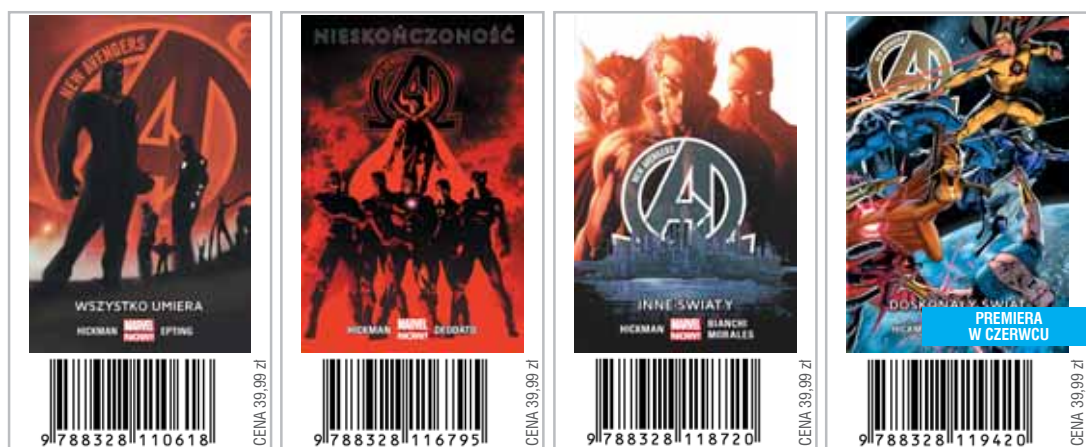 NEW AVENGERS
WSZYSTKO UMIERA
HICKMAN MARVEL NOW! EPTING
9 788328 110618
CENA 39,99 zł
NIESKOŃCZONOŚĆ
HICKMAN MARVEL NOW! DEODATO
9 788328 116795
CENA 39,99 zł
NEW AVENGERS
INNE ŚWIATY
HICKMAN MARVEL NOW! BIANCHI
MORALES
9 788328 118720
CENA 39,99 zł
DOSKONAŁY ŚWIAT
PREMIERA
W CZERWCU
9 788328 119420
CENA 39,99 zł